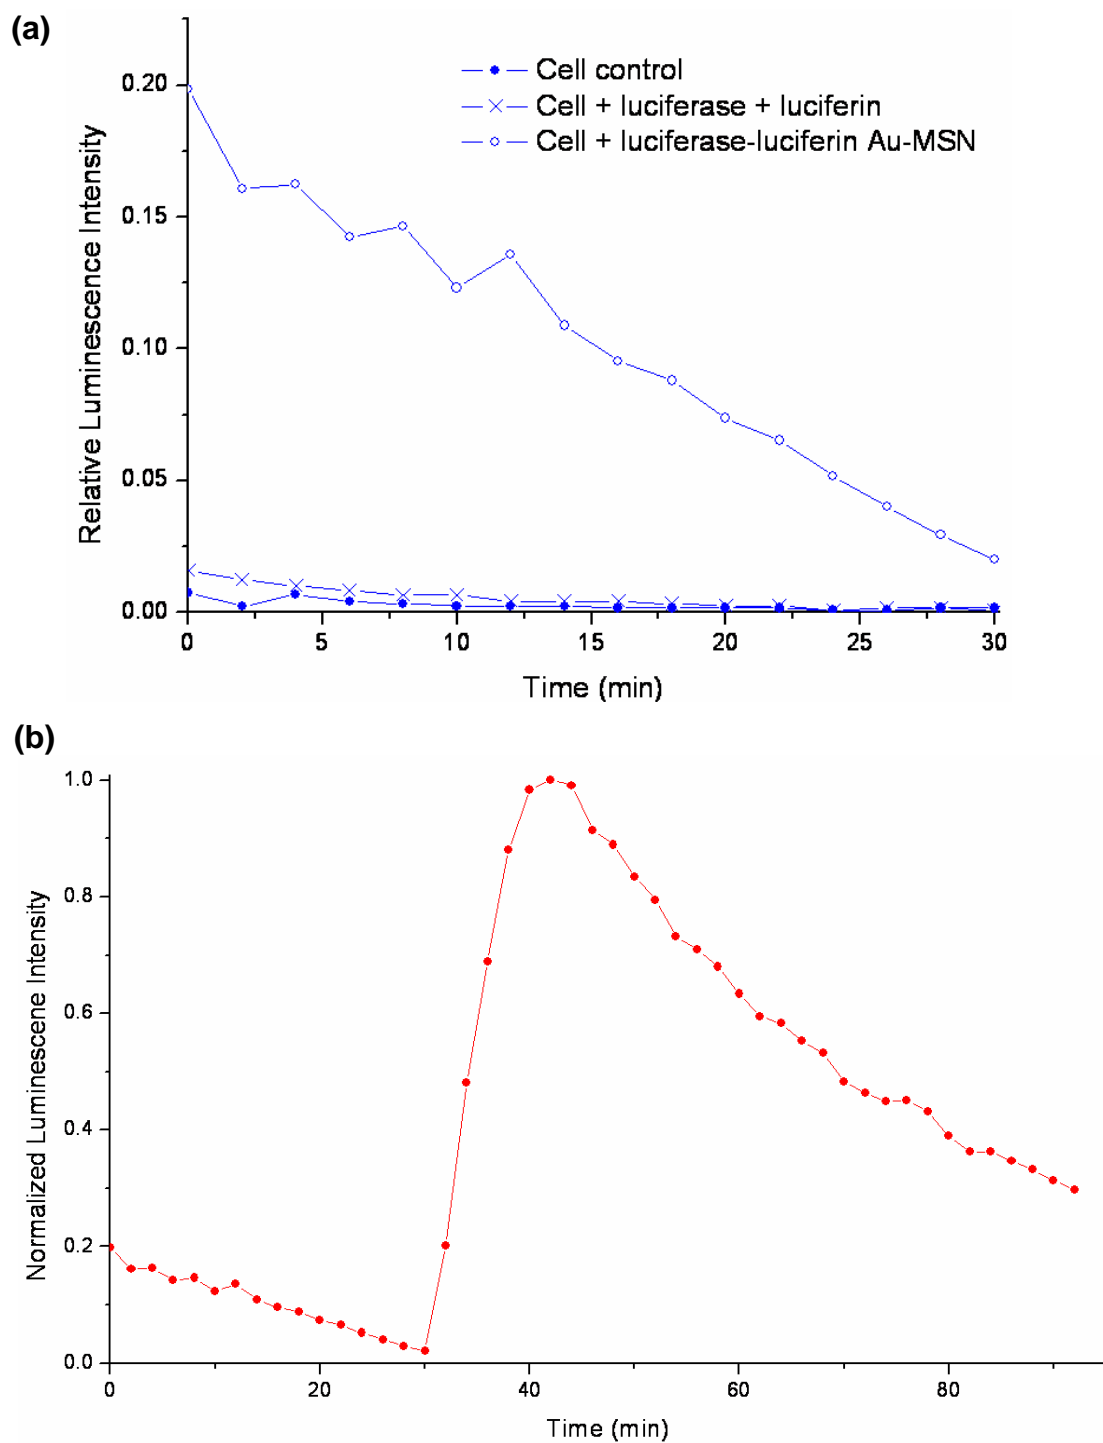 (a)
Cell control
Cell + luciferase + luciferin
Cell + luciferase-luciferin Au-MSN
Relative Luminescence Intensity
0.20
0.15
0.10
0.05
0.00
0 5 10 15 20 25 30
Time (min)
(b)
Normalized Luminescene Intensity
1.0
0.8
0.6
0.4
0.2
0.0
0 20 40 60 80
Time (min)